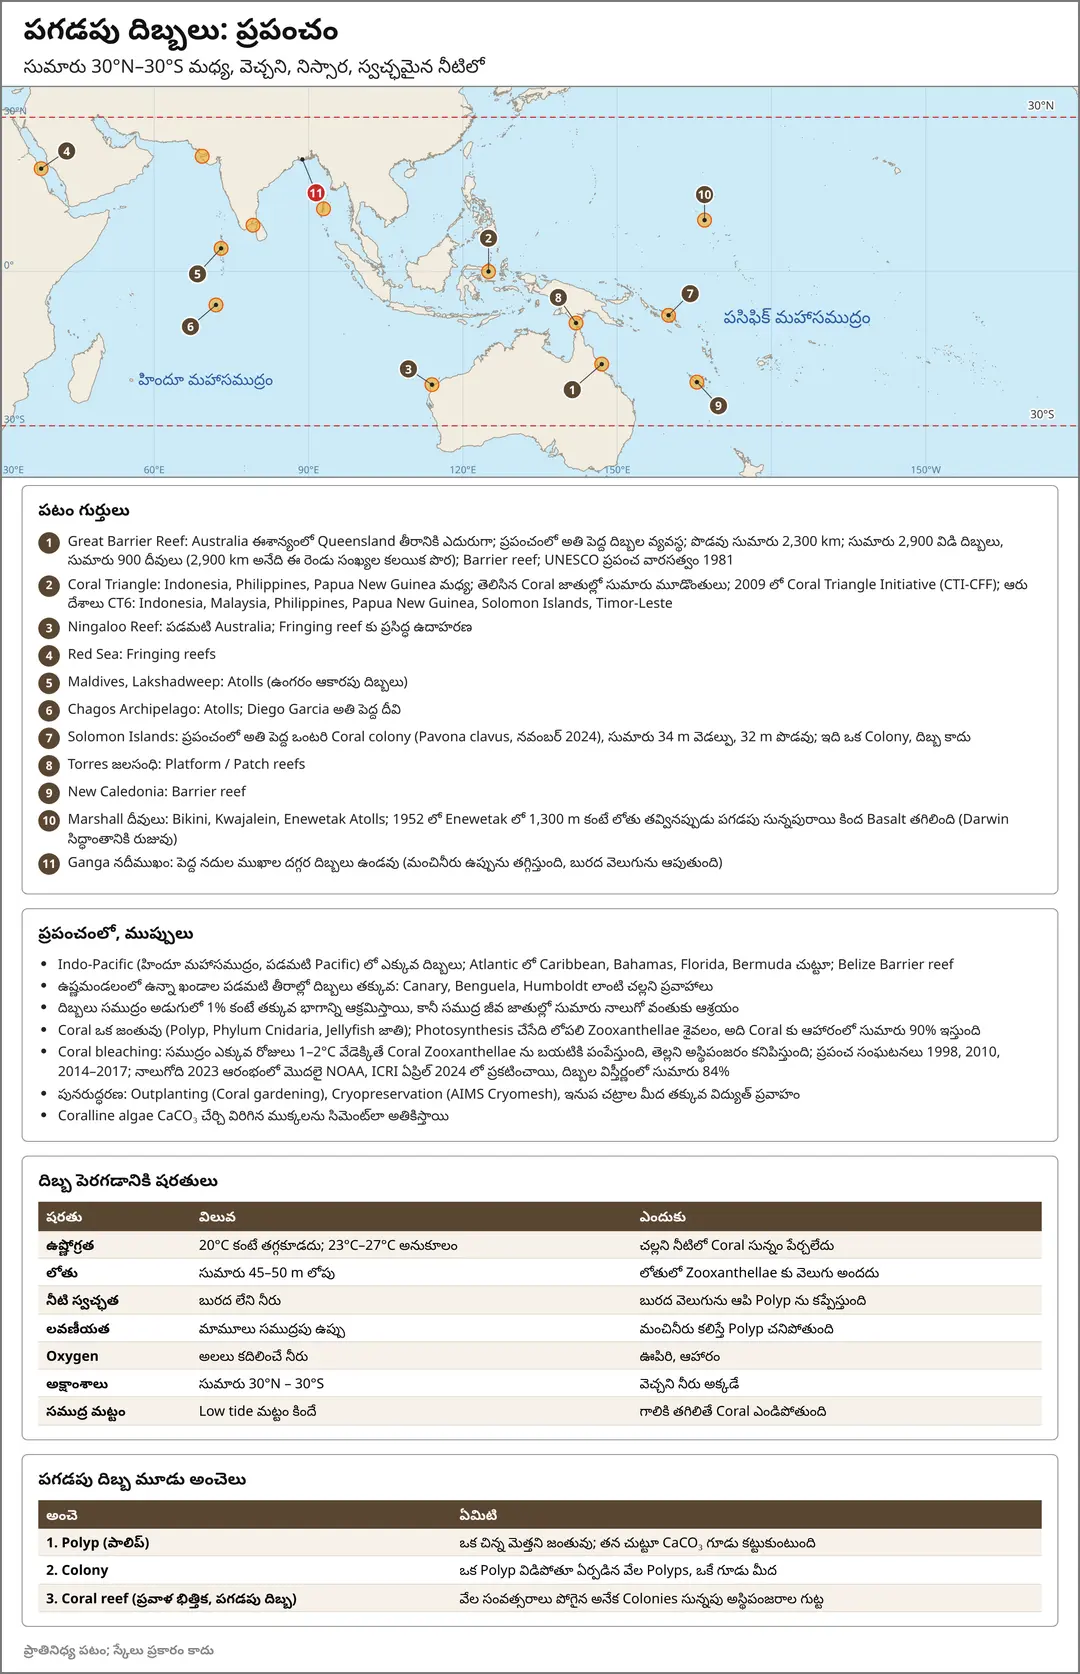 పగడపు దిబ్బలు: ప్రపంచం
సుమారు 30°N–30°S మధ్య, వెచ్చని, నిస్సార, స్వచ్ఛమైన నీటిలో
30°N
30°N
4
11
10
2
0°
5
8
7
6
పసిఫిక్ మహాసముద్రం
3
హిందూ మహాసముద్రం
1
9
30°S
30°S
30°E
60°E
90°E
120°E
150°E
150°W
పటం గుర్తులు
1 Great Barrier Reef: Australia ఈశాన్యంలో Queensland తీరానికి ఎదురుగా; ప్రపంచంలో అతి పెద్ద దిబ్బల వ్యవస్థ; పొడవు సుమారు 2,300 km; సుమారు 2,900 విడి దిబ్బలు,
సుమారు 900 దీవులు (2,900 km అనేది ఈ రెండు సంఖ్యల కలయిక పొర); Barrier reef; UNESCO ప్రపంచ వారసత్వం 1981
2 Coral Triangle: Indonesia, Philippines, Papua New Guinea మధ్య; తెలిసిన Coral జాతుల్లో సుమారు మూడొంతులు; 2009 లో Coral Triangle Initiative (CTI-CFF); ఆరు
దేశాలు CT6: Indonesia, Malaysia, Philippines, Papua New Guinea, Solomon Islands, Timor-Leste
3 Ningaloo Reef: పడమటి Australia; Fringing reef కు ప్రసిద్ధ ఉదాహరణ
4 Red Sea: Fringing reefs
5 Maldives, Lakshadweep: Atolls (ఉంగరం ఆకారపు దిబ్బలు)
6 Chagos Archipelago: Atolls; Diego Garcia అతి పెద్ద దీవి
7 Solomon Islands: ప్రపంచంలో అతి పెద్ద ఒంటరి Coral colony (Pavona clavus, నవంబర్ 2024), సుమారు 34 m వెడల్పు, 32 m పొడవు; ఇది ఒక Colony, దిబ్బ కాదు
8 Torres జలసంధి: Platform / Patch reefs
9 New Caledonia: Barrier reef
10 Marshall దీవులు: Bikini, Kwajalein, Enewetak Atolls; 1952 లో Enewetak లో 1,300 m కంటే లోతు తవ్వినప్పుడు పగడపు సున్నపురాయి కింద Basalt తగిలింది (Darwin
సిద్ధాంతానికి రుజువు)
11 Ganga నదీముఖం: పెద్ద నదుల ముఖాల దగ్గర దిబ్బలు ఉండవు (మంచినీరు ఉప్పును తగ్గిస్తుంది, బురద వెలుగును ఆపుతుంది)
ప్రపంచంలో, ముప్పులు
• Indo-Pacific (హిందూ మహాసముద్రం, పడమటి Pacific) లో ఎక్కువ దిబ్బలు; Atlantic లో Caribbean, Bahamas, Florida, Bermuda చుట్టూ; Belize Barrier reef
• ఉష్ణమండలంలో ఉన్నా ఖండాల పడమటి తీరాల్లో దిబ్బలు తక్కువ: Canary, Benguela, Humboldt లాంటి చల్లని ప్రవాహాలు
• దిబ్బలు సముద్రం అడుగులో 1% కంటే తక్కువ భాగాన్ని ఆక్రమిస్తాయి, కానీ సముద్ర జీవ జాతుల్లో సుమారు నాలుగో వంతుకు ఆశ్రయం
• Coral ఒక జంతువు (Polyp, Phylum Cnidaria, Jellyfish జాతి); Photosynthesis చేసేది లోపలి Zooxanthellae శైవలం, అది Coral కు ఆహారంలో సుమారు 90% ఇస్తుంది
• Coral bleaching: సముద్రం ఎక్కువ రోజులు 1–2°C వేడెక్కితే Coral Zooxanthellae ను బయటికి పంపేస్తుంది, తెల్లని అస్థిపంజరం కనిపిస్తుంది; ప్రపంచ సంఘటనలు 1998, 2010,
2014–2017; నాలుగోది 2023 ఆరంభంలో మొదలై NOAA, ICRI ఏప్రిల్ 2024 లో ప్రకటించాయి, దిబ్బల విస్తీర్ణంలో సుమారు 84%
• పునరుద్ధరణ: Outplanting (Coral gardening), Cryopreservation (AIMS Cryomesh), ఇనుప చట్రాల మీద తక్కువ విద్యుత్ ప్రవాహం
• Coralline algae CaCO₃ చేర్చి విరిగిన ముక్కలను సిమెంట్‌లా అతికిస్తాయి
దిబ్బ పెరగడానికి షరతులు
షరతు విలువ ఎందుకు
ఉష్ణోగ్రత 20°C కంటే తగ్గకూడదు; 23°C–27°C అనుకూలం చల్లని నీటిలో Coral సున్నం పేర్చలేదు
లోతు సుమారు 45–50 m లోపు లోతులో Zooxanthellae కు వెలుగు అందదు
నీటి స్వచ్ఛత బురద లేని నీరు బురద వెలుగును ఆపి Polyp ను కప్పేస్తుంది
లవణీయత మామూలు సముద్రపు ఉప్పు మంచినీరు కలిస్తే Polyp చనిపోతుంది
Oxygen అలలు కదిలించే నీరు ఊపిరి, ఆహారం
అక్షాంశాలు సుమారు 30°N – 30°S వెచ్చని నీరు అక్కడే
సముద్ర మట్టం Low tide మట్టం కిందే గాలికి తగిలితే Coral ఎండిపోతుంది
పగడపు దిబ్బ మూడు అంచెలు
అంచె ఏమిటి
1. Polyp (పాలిప్) ఒక చిన్న మెత్తని జంతువు; తన చుట్టూ CaCO₃ గూడు కట్టుకుంటుంది
2. Colony ఒక Polyp విడిపోతూ ఏర్పడిన వేల Polyps, ఒకే గూడు మీద
3. Coral reef (ప్రవాళ భిత్తిక, పగడపు దిబ్బ) వేల సంవత్సరాలు పోగైన అనేక Colonies సున్నపు అస్థిపంజరాల గుట్ట
ప్రాతినిధ్య పటం; స్కేలు ప్రకారం కాదు